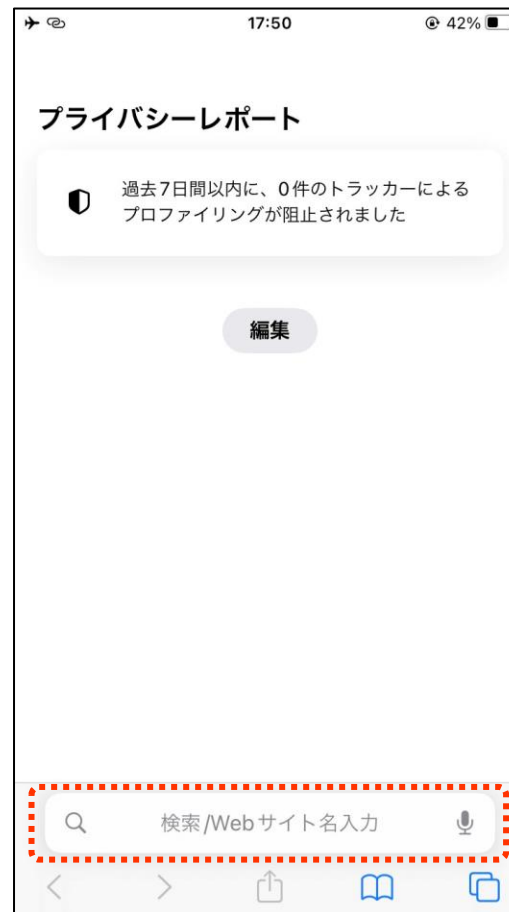 17:50
42%
プライバシーレポート
過去7日間以内に、0件のトラッカーによる
プロファイリングが阻止されました
編集
検索/Webサイト名入力